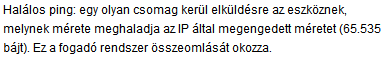 Halálos ping: egy olyan csomag kerül elküldésre az eszköznek,
melynek mérete meghaladja az IP által megengedett méretet (65.535
bájt). Ez a fogadó rendszer összeomlását okozza.